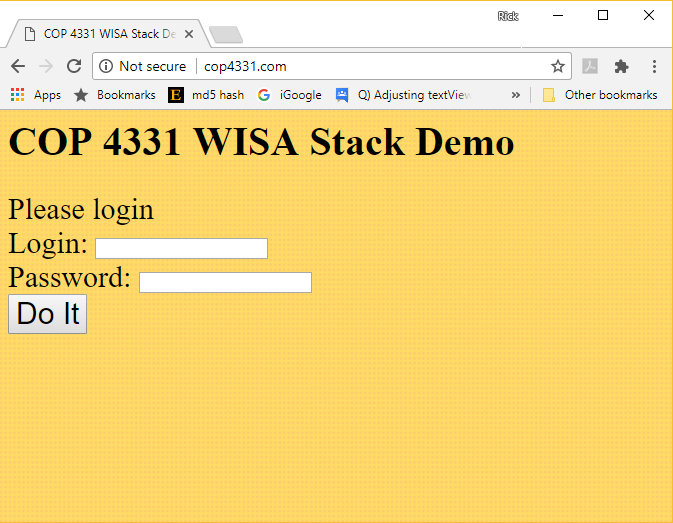 Rick
COP 4331 WISA Stack De
Not secure cop4331.com
Apps Bookmarks E md5 hash G iGoogle Q) Adjusting textView » Other bookmarks
COP 4331 WISA Stack Demo
Please login
Login:
Password:
Do It